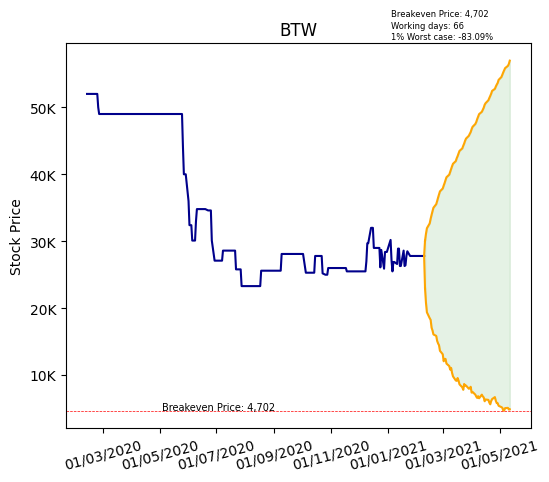 Breakeven Price: 4,702
Working days: 66
1% Worst case: -83.09%
BTW
Stock Price
50K
40K
30K
20K
10K
Breakeven Price: 4,702
01/03/2020
01/05/2020
01/07/2020
01/09/2020
01/11/2020
01/01/2021
01/03/2021
01/05/2021